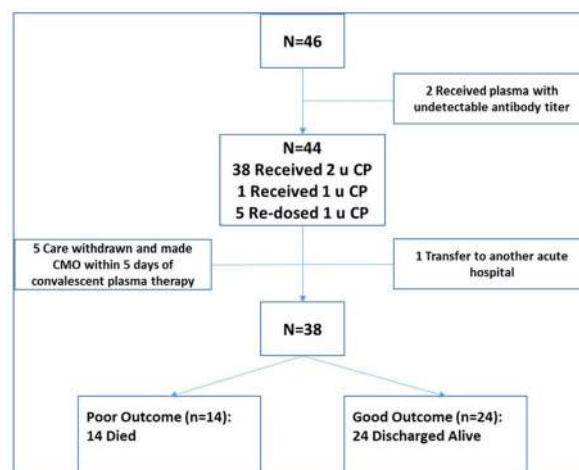 N=46
2 Received plasma with
undetectable antibody titer
N=44
38 Received 2 u CP
1 Received 1 u CP
5 Re-dosed 1 u CP
5 Care withdrawn and made
CMO within 5 days of
convalescent plasma therapy
1 Transfer to another acute
hospital
N=38
Poor Outcome (n=14):
14 Died
Good Outcome (n=24):
24 Discharged Alive